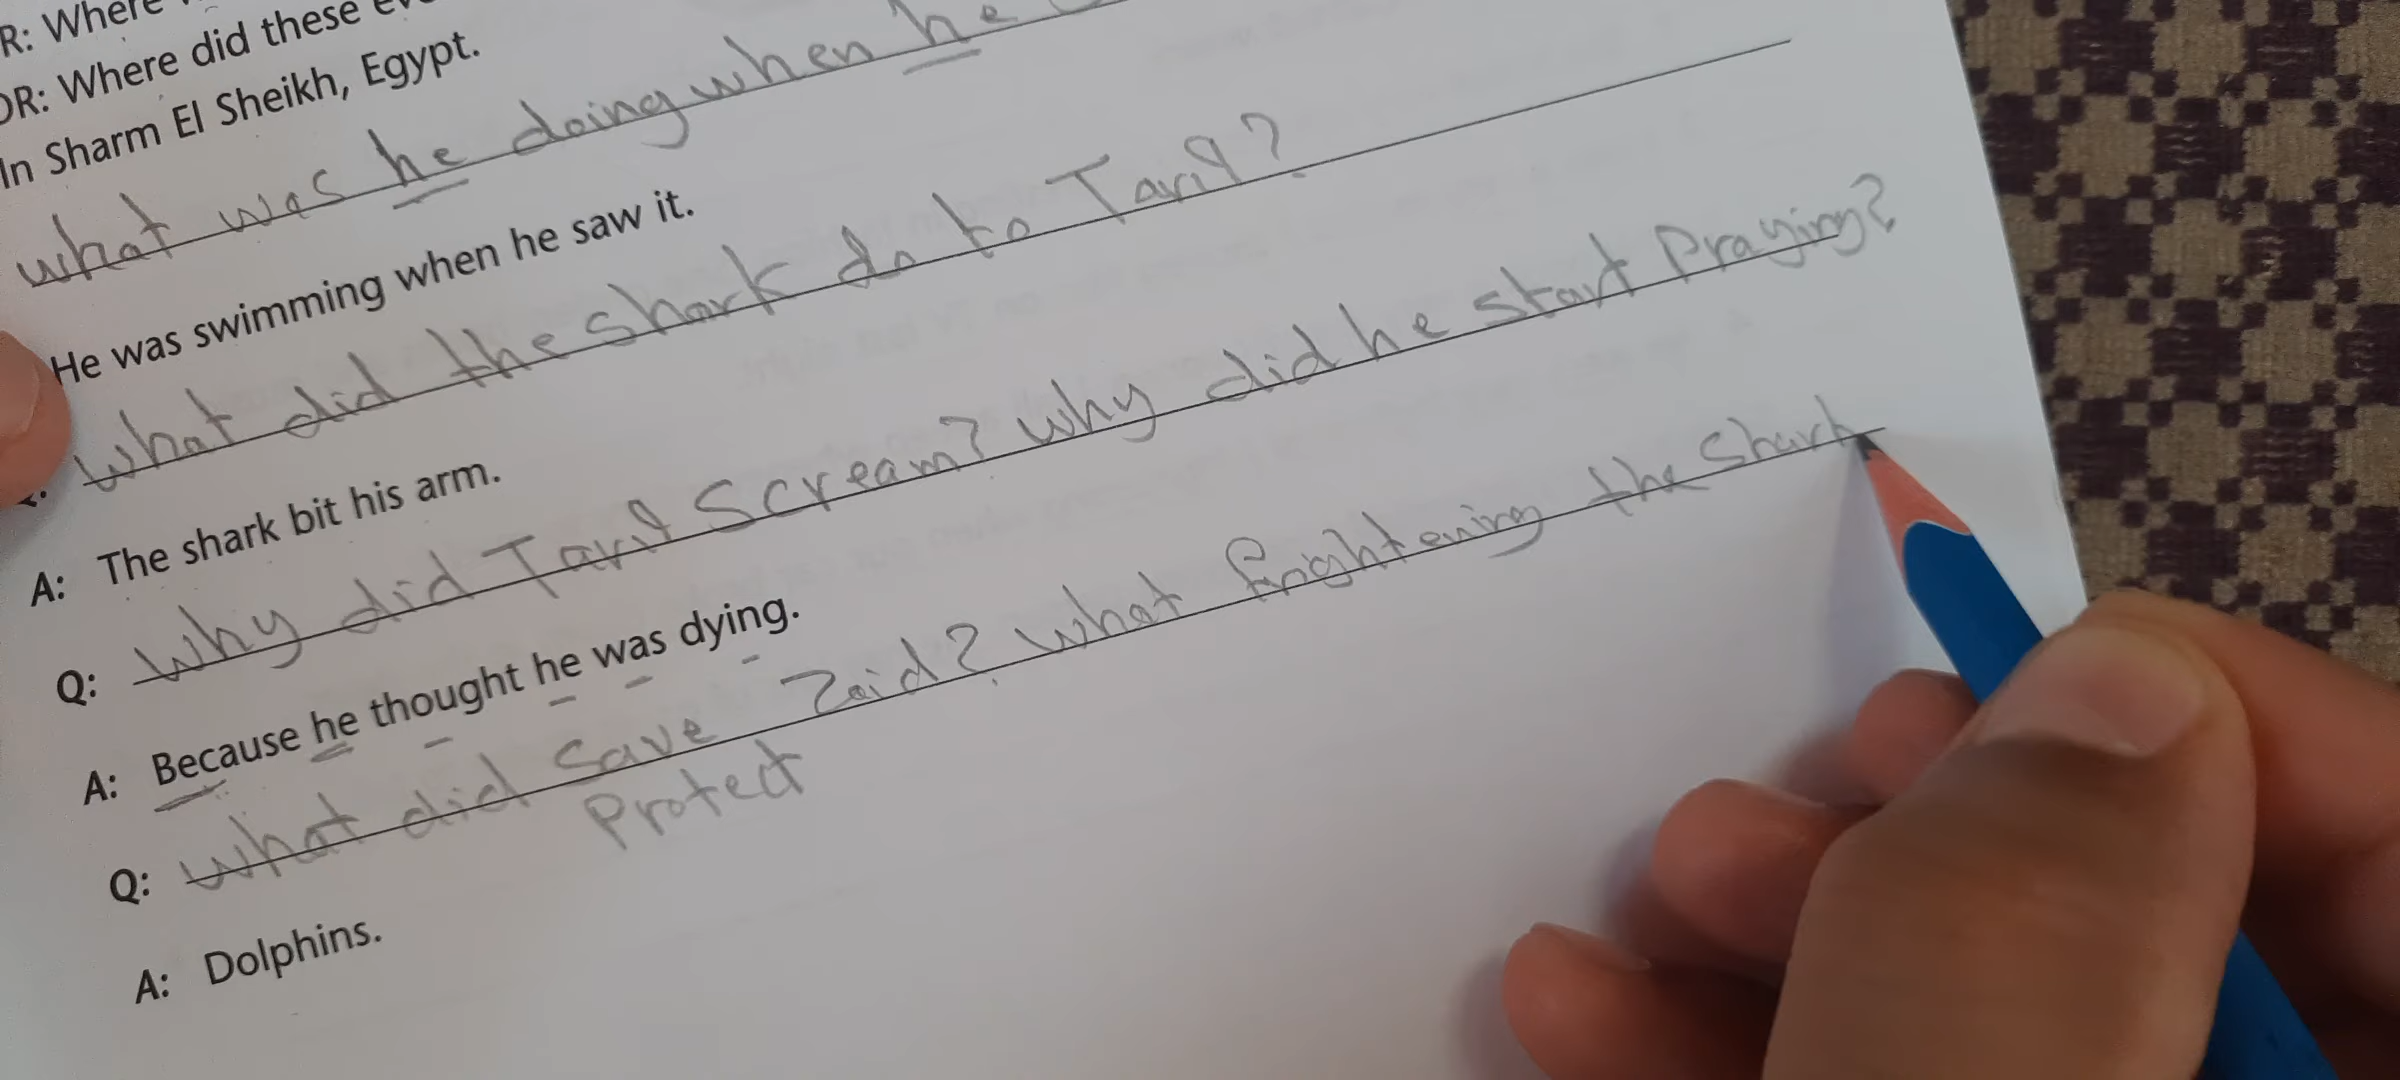 R: Where
OR: Where did these
In Sharm El Sheikh, Egypt.
what was he doing when he
He was swimming when he saw it.
what did the shark do to Tarif?
A: The shark bit his arm.
Q: Why did Tarif Scream? why did he start Praying?
A: Because he thought he was dying.
Q: what did save Zaid? what frightening the Shark
Protect
A: Dolphins.